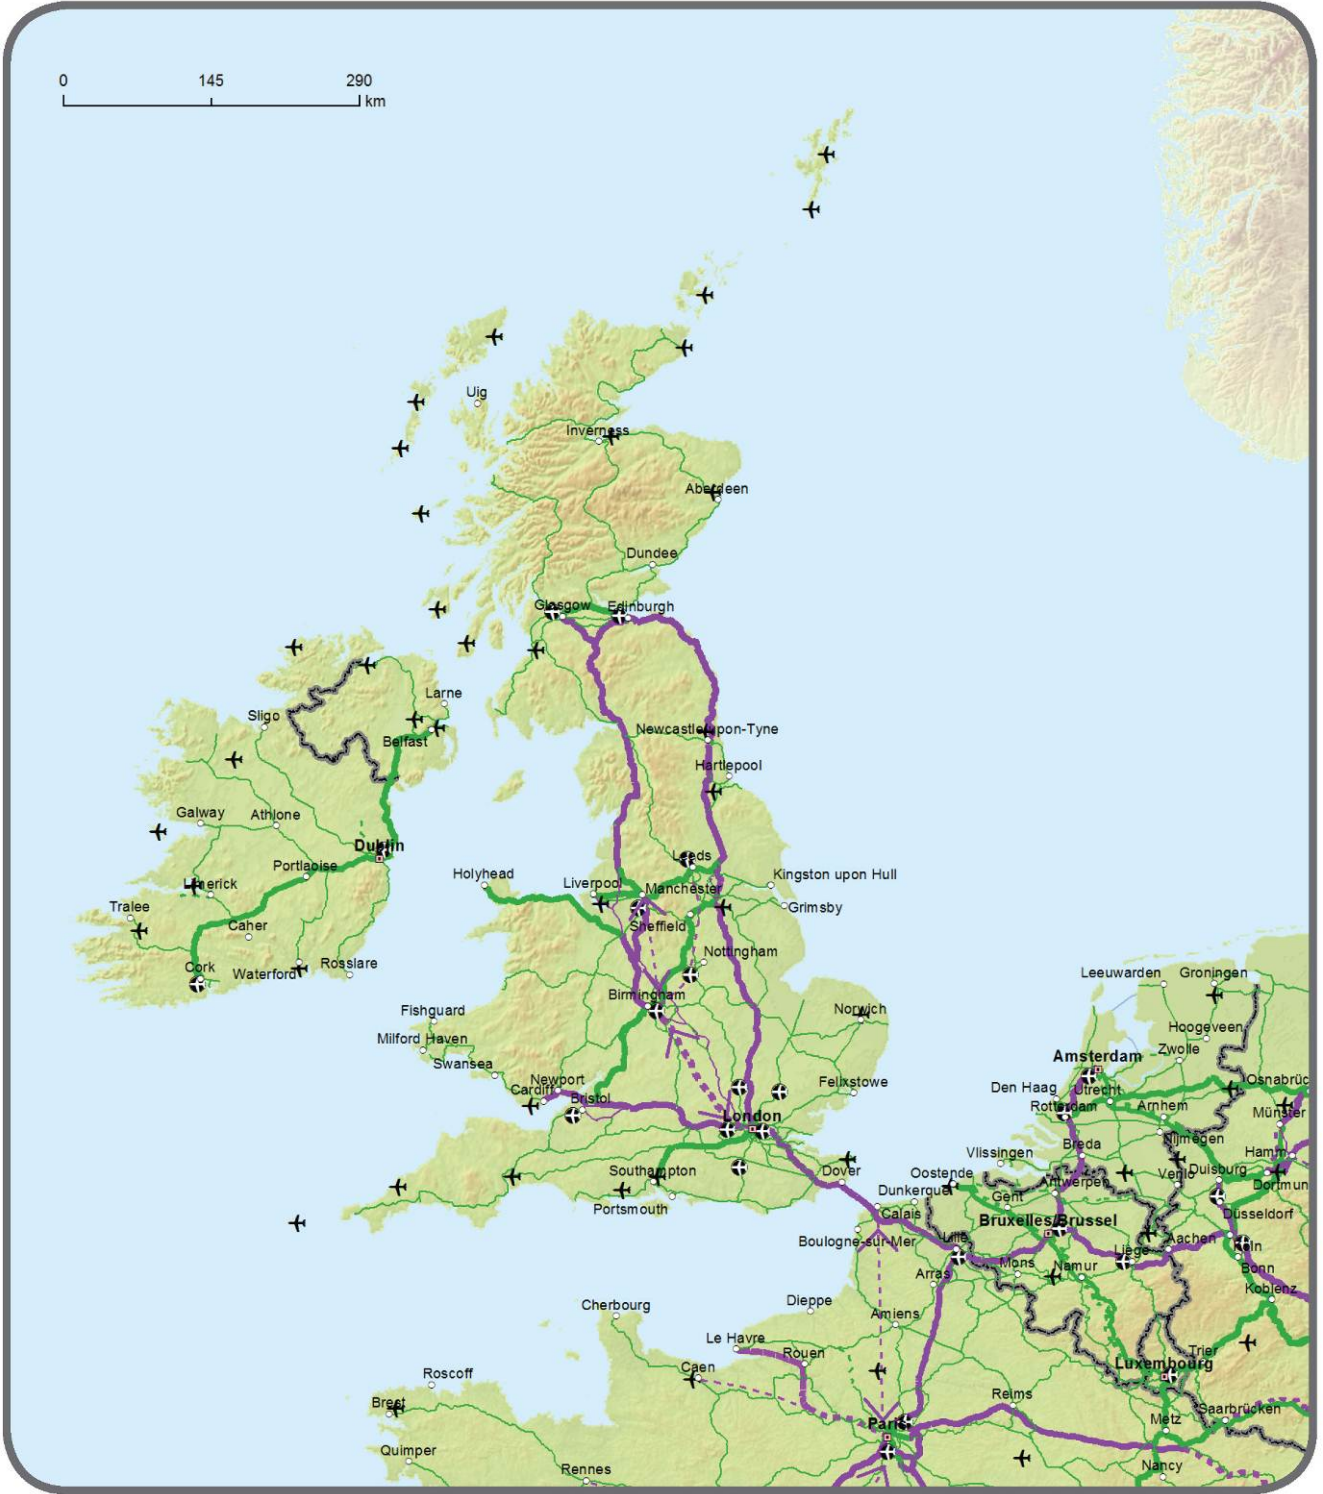 0 145 290
km
Uig
Inverness
Aberdeen
Dundee
Glasgow
Edinburgh
Larne
Sligo
Belfast
Newcastle-upon-Tyne
Hartlepool
Galway
Athlone
Dublin
Portlaoise
Leeds
Holyhead
Liverpool
Manchester
Kingston upon Hull
Limerick
Tralee
Grimsby
Caher
Sheffield
Nottingham
Cork
Waterford
Rosslare
Birmingham
Leeuwarden
Groningen
Fishguard
Norwich
Milford Haven
Hoogeveen
Zwolle
Swansea
Amsterdam
Newport
Cardiff
Felixstowe
Den Haag
Utrecht
Osnabrüc
Bristol
Rotterdam
Arnhem
Münster
London
Nijmegen
Breda
Vlissingen
Hamm
Southampton
Dover
Oostende
Venlo
Duisburg
Dortmun
Antwerpen
Portsmouth
Dunkerque
Gent
Calais
Düsseldorf
Bruxelles/Brussel
Boulogne-sur-Mer
Lille
Aachen
Köln
Liège
Mons
Namur
Bonn
Arras
Koblenz
Cherbourg
Dieppe
Amiens
Le Havre
Rouen
Trier
Luxembourg
Caen
Roscoff
Reims
Brest
Saarbrücken
Paris
Metz
Quimper
Nancy
Rennes